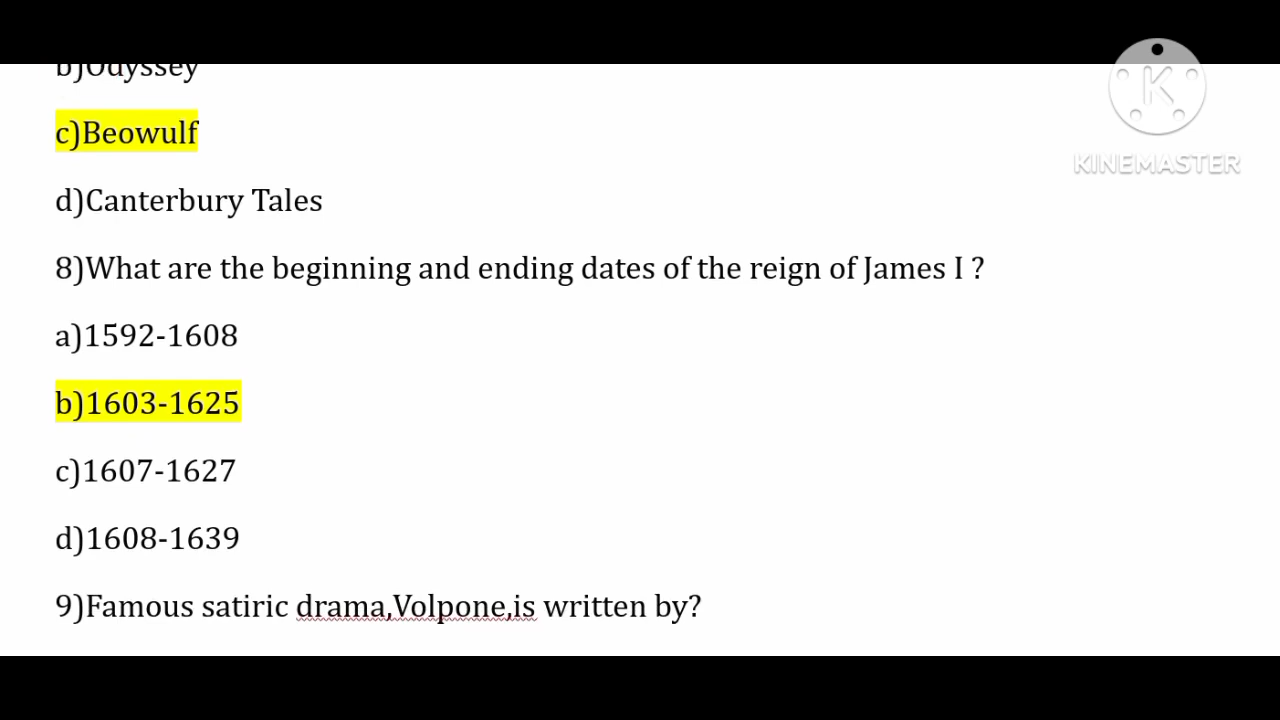 b)Odyssey
c)Beowulf
d)Canterbury Tales
8)What are the beginning and ending dates of the reign of James I ?
a)1592-1608
b)1603-1625
c)1607-1627
d)1608-1639
9)Famous satiric drama,Volpone,is written by?
K
KINEMASTER